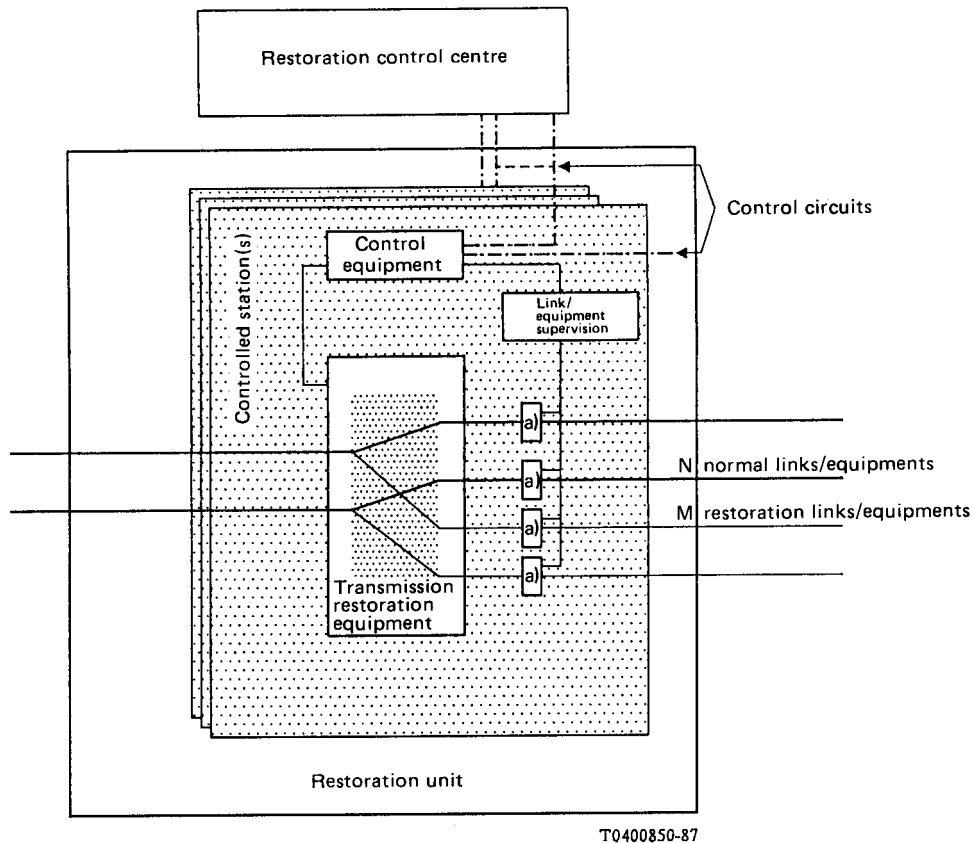 Restoration control centre
Control circuits
Controlled station(s)
Control
equipment
Link/
equipment
supervision
a)
a)
N normal links/equipments
M restoration links/equipments
a)
a)
Transmission
restoration
equipment
Restoration unit
T0400850-87